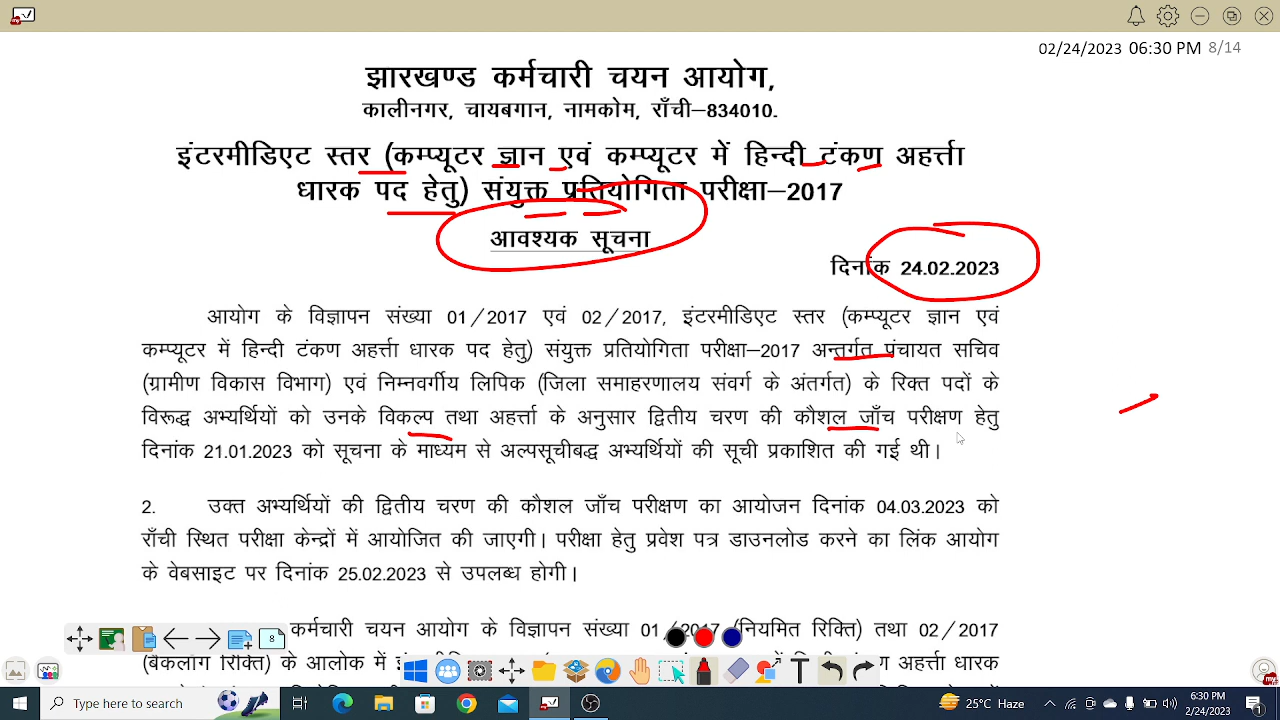 02/24/2023 06:30 PM 8/14
झारखण्ड कर्मचारी चयन आयोग,
कालीनगर, चायबगान, नामकोम, राँची–834010.
इंटरमीडिएट स्तर (कम्प्यूटर ज्ञान एवं कम्प्यूटर में हिन्दी टंकण अहर्त्ता
धारक पद हेतु) संयुक्त प्रतियोगिता परीक्षा–2017
आवश्यक सूचना
दिनांक 24.02.2023
आयोग के विज्ञापन संख्या 01/2017 एवं 02/2017, इंटरमीडिएट स्तर (कम्प्यूटर ज्ञान एवं
कम्प्यूटर में हिन्दी टंकण अहर्त्ता धारक पद हेतु) संयुक्त प्रतियोगिता परीक्षा–2017 अन्तर्गत पंचायत सचिव
(ग्रामीण विकास विभाग) एवं निम्नवर्गीय लिपिक (जिला समाहरणालय संवर्ग के अंतर्गत) के रिक्त पदों के
विरूद्ध अभ्यर्थियों को उनके विकल्प तथा अहर्त्ता के अनुसार द्वितीय चरण की कौशल जाँच परीक्षण हेतु
दिनांक 21.01.2023 को सूचना के माध्यम से अल्पसूचीबद्ध अभ्यर्थियों की सूची प्रकाशित की गई थी।
2. उक्त अभ्यर्थियों की द्वितीय चरण की कौशल जाँच परीक्षण का आयोजन दिनांक 04.03.2023 को
राँची स्थित परीक्षा केन्द्रों में आयोजित की जाएगी। परीक्षा हेतु प्रवेश पत्र डाउनलोड करने का लिंक आयोग
के वेबसाइट पर दिनांक 25.02.2023 से उपलब्ध होगी।
कर्मचारी चयन आयोग के विज्ञापन संख्या 01/2017 (नियमित रिक्ति) तथा 02/2017
(बैकलॉग रिक्ति) के आलोक में अहर्त्ता धारक
8
Type here to search
25°C Haze
6:30 PM
2/24/2023